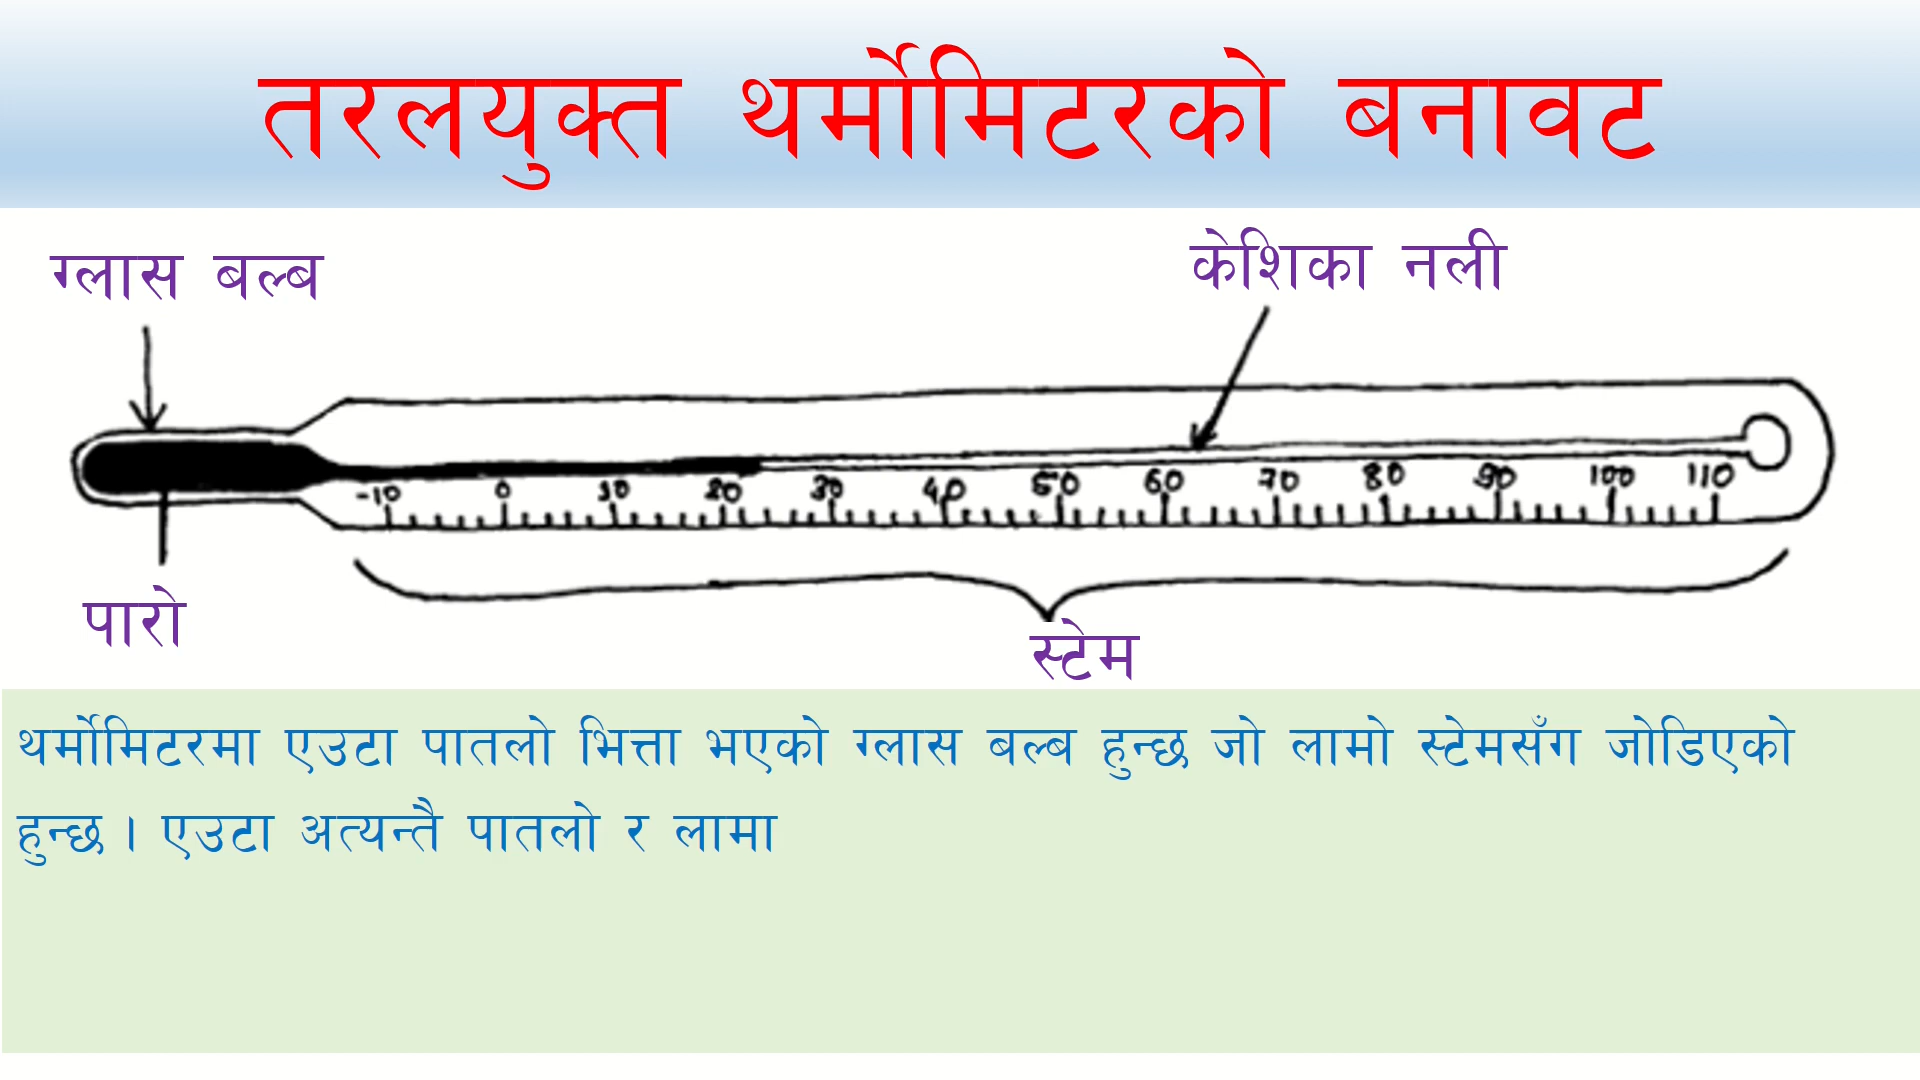 तरलयुक्त थर्मोमिटरको बनावट
ग्लास बल्ब
केशिका नली
-10 0 10 20 30 40 50 60 70 80 90 100 110
पारो
स्टेम
थर्मोमिटरमा एउटा पातलो भित्ता भएको ग्लास बल्ब हुन्छ जो लामो स्टेमसँग जोडिएको
हुन्छ । एउटा अत्यन्तै पातलो र लामा